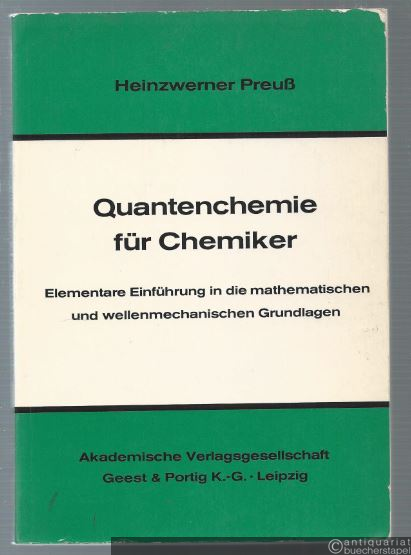 Heinzwerner Preuß
Quantenchemie
für Chemiker
Elementare Einführung in die mathematischen
und wellenmechanischen Grundlagen
Akademische Verlagsgesellschaft
Geest & Portig K.-G. · Leipzig
antiquariat
buecherstapel